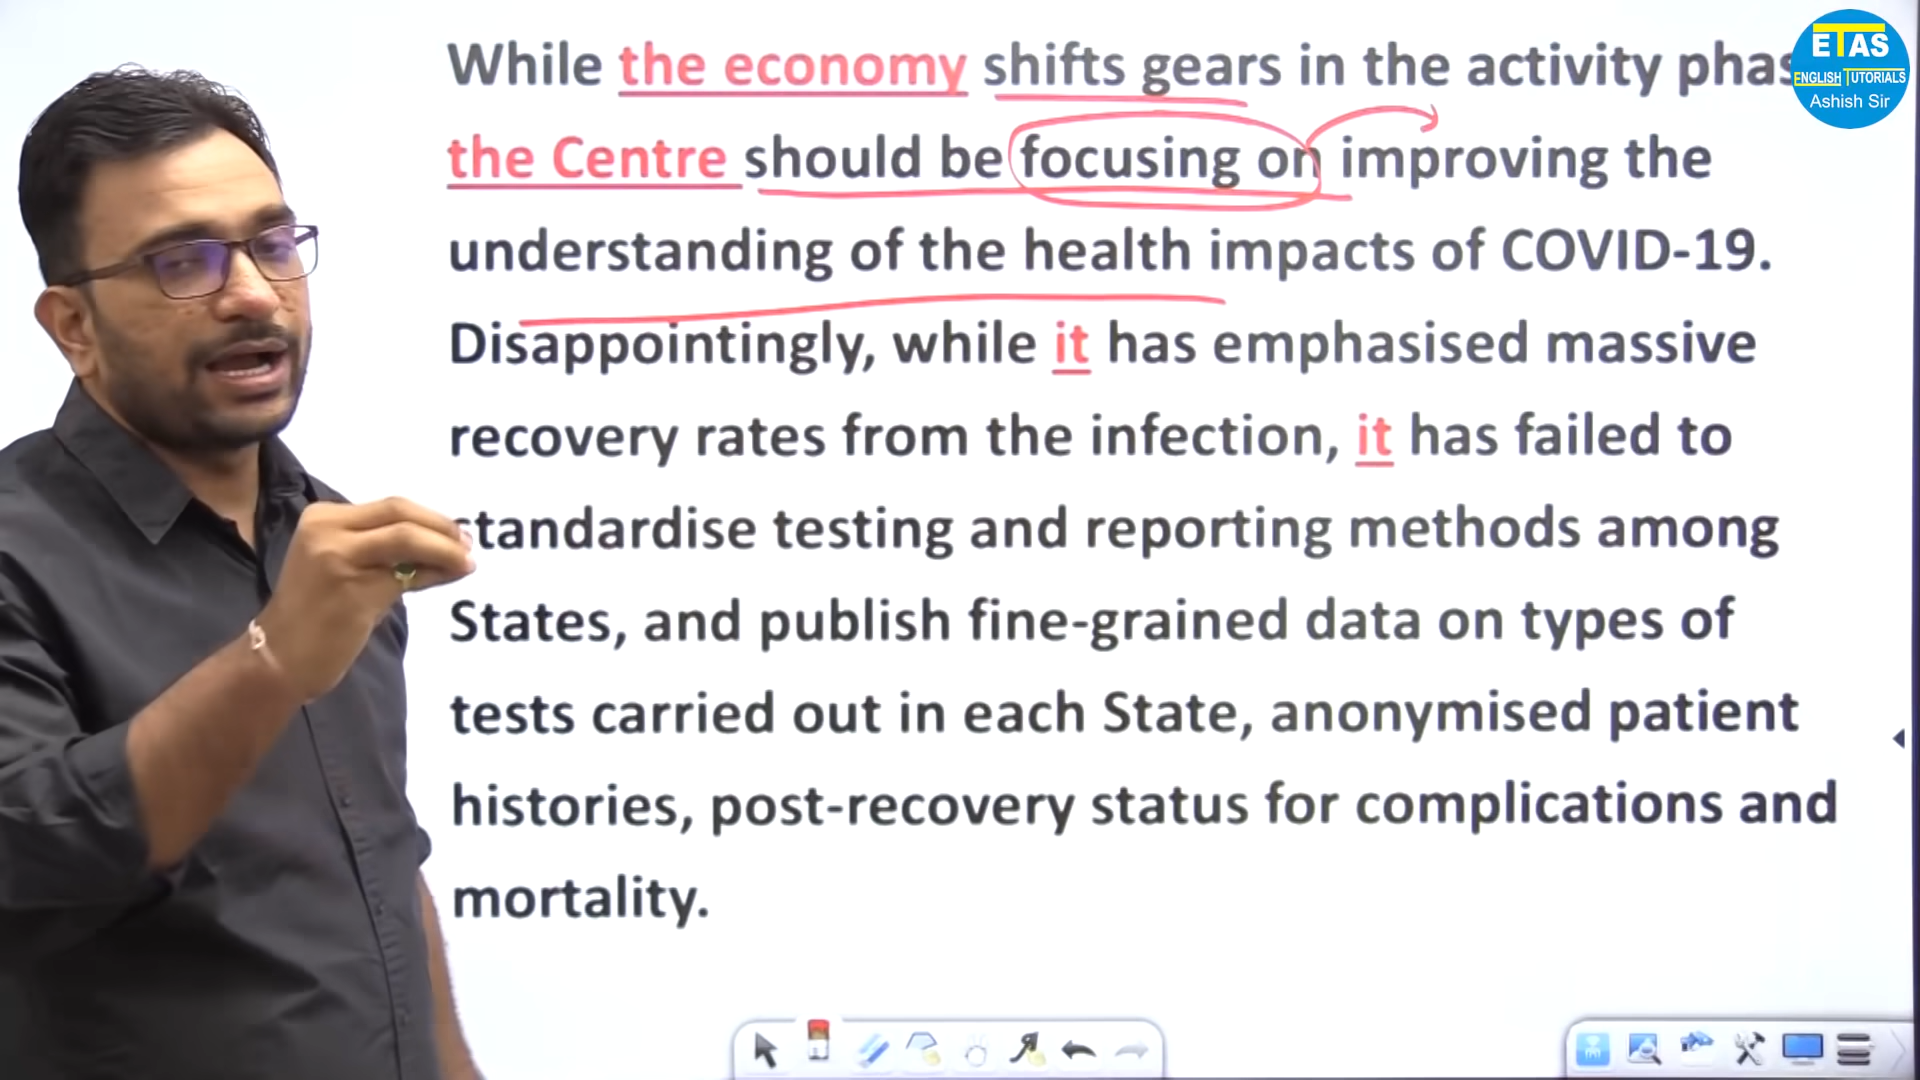 While the economy shifts gears in the activity
the Centre should be focusing on improving the
understanding of the health impacts of COVID-19.
Disappointingly, while it has emphasised massive
recovery rates from the infection, it has failed to
standardise testing and reporting methods among
States, and publish fine-grained data on types of
tests carried out in each State, anonymised patient
histories, post-recovery status for complications and
mortality.
ETAS
ENGLISH TUTORIALS
Ashish Sir